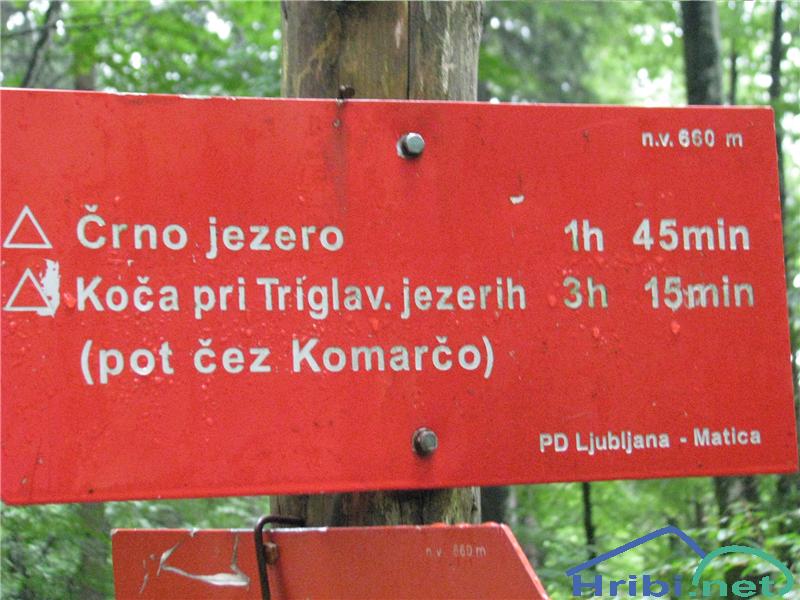 n.v. 660 m
Črno jezero 1h 45min
Koča pri Triglav. jezerih 3h 15min
(pot čez Komarčo)
PD Ljubljana - Matica
n.v. 660 m
Hribi.net